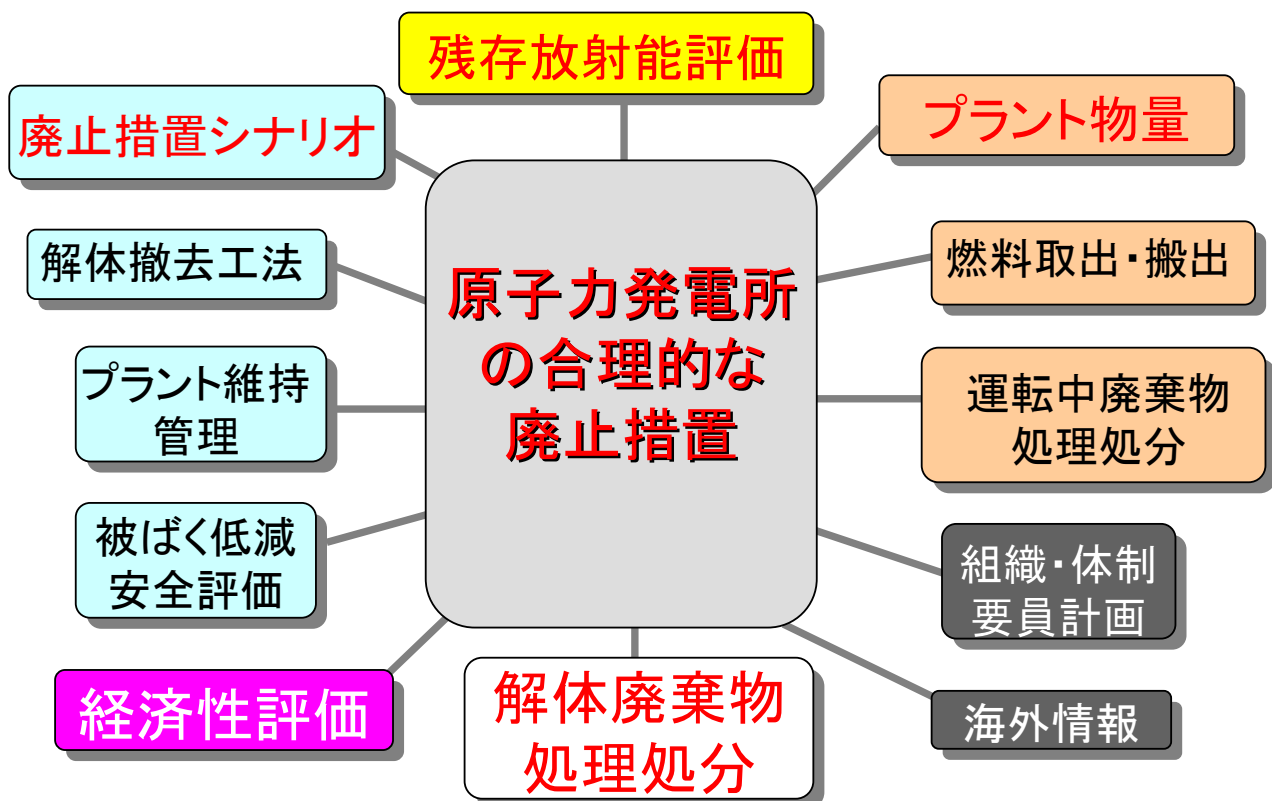 残存放射能評価
廃止措置シナリオ
プラント物量
解体撤去工法
燃料取出・搬出
原子力発電所
の合理的な
廃止措置
プラント維持
管理
運転中廃棄物
処理処分
被ばく低減
安全評価
組織・体制
要員計画
経済性評価
解体廃棄物
処理処分
海外情報